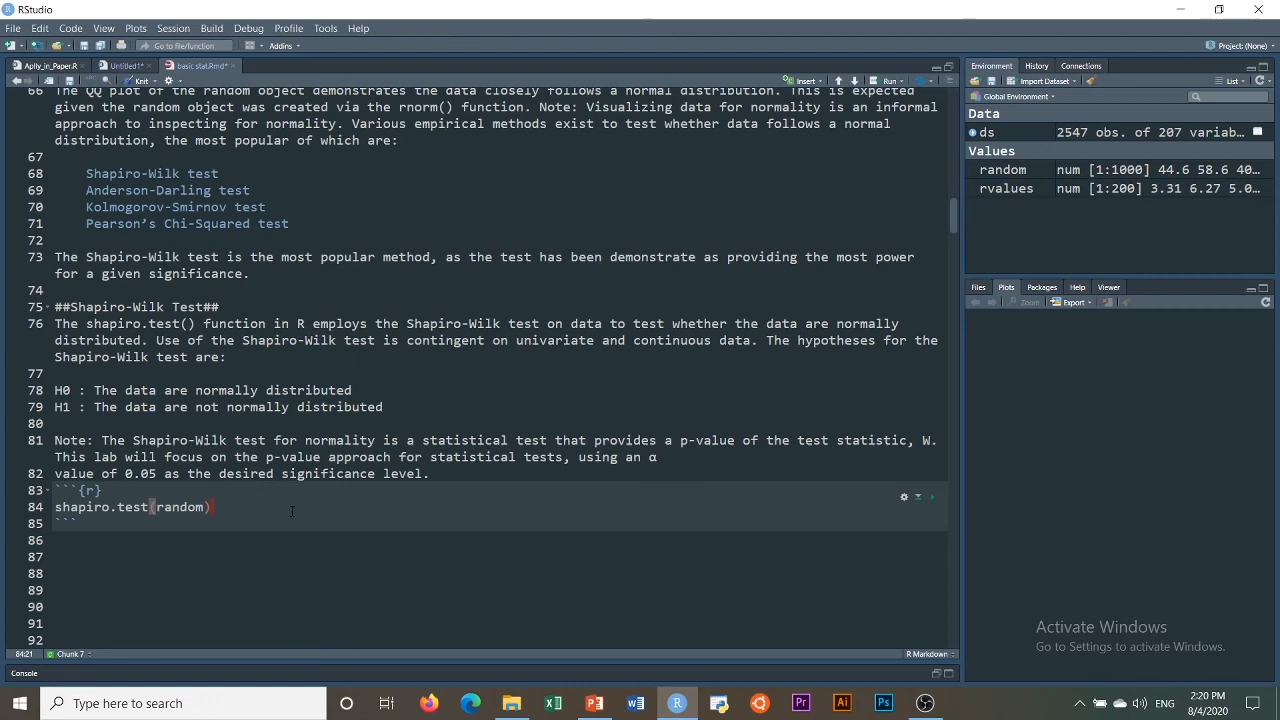 RStudio
File Edit Code View Plots Session Build Debug Profile Tools Help
Go to file/function Addins Project: (None)
Aplly_in_Paper.R Untitled1* basic stat.Rmd*
ABC Knit Insert Run
66 The QQ plot of the random object demonstrates the data closely follows a normal distribution. This is expected
given the random object was created via the rnorm() function. Note: Visualizing data for normality is an informal
approach to inspecting for normality. Various empirical methods exist to test whether data follows a normal
distribution, the most popular of which are:
67
68 Shapiro-Wilk test
69 Anderson-Darling test
70 Kolmogorov-Smirnov test
71 Pearson’s Chi-Squared test
72
73 The Shapiro-Wilk test is the most popular method, as the test has been demonstrate as providing the most power
for a given significance.
74
75 ##Shapiro-Wilk Test##
76 The shapiro.test() function in R employs the Shapiro-Wilk test on data to test whether the data are normally
distributed. Use of the Shapiro-Wilk test is contingent on univariate and continuous data. The hypotheses for the
Shapiro-Wilk test are:
77
78 H0 : The data are normally distributed
79 H1 : The data are not normally distributed
80
81 Note: The Shapiro-Wilk test for normality is a statistical test that provides a p-value of the test statistic, W.
This lab will focus on the p-value approach for statistical tests, using an α
82 value of 0.05 as the desired significance level.
83 ```{r}
84 shapiro.test(random)
85 ```
86
87
88
89
90
91
92
84:21 Chunk 7 R Markdown
Console
Environment History Connections
Import Dataset List
Global Environment
Data
ds 2547 obs. of 207 variab…
Values
random num [1:1000] 44.6 58.6 40…
rvalues num [1:200] 3.31 6.27 5.0…
Files Plots Packages Help Viewer
Zoom Export
Activate Windows
Go to Settings to activate Windows.
Type here to search
ENG
2:20 PM
8/4/2020